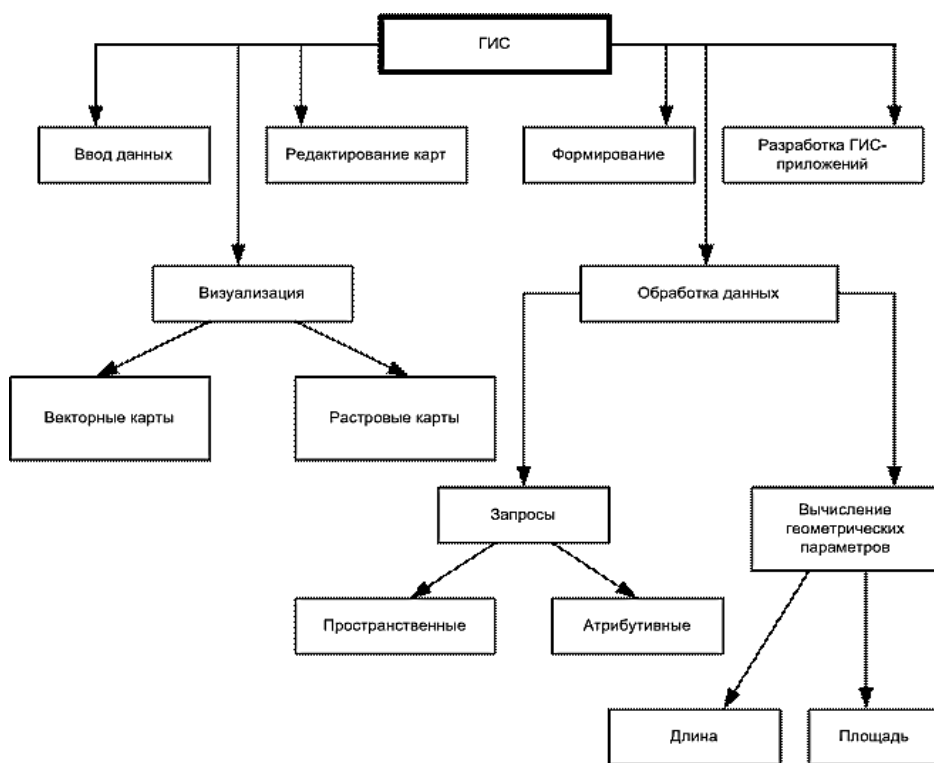 ГИС
Ввод данных
Редактирование карт
Формирование
Разработка ГИС-
приложений
Визуализация
Обработка данных
Векторные карты
Растровые карты
Запросы
Вычисление
геометрических
параметров
Пространственные
Атрибутивные
Длина
Площадь